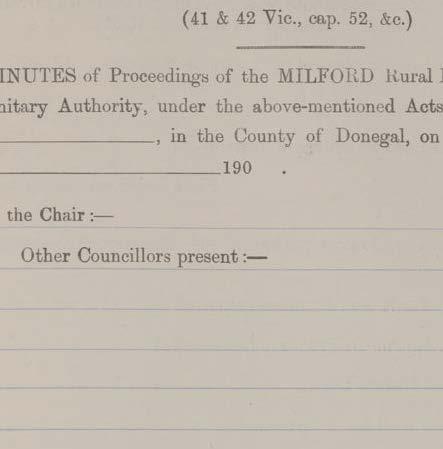 (41 & 42 Vic., cap. 52, &c.)
INUTES of Proceedings of the MILFORD Rural
nitary Authority, under the above-mentioned Acts
, in the County of Donegal, on
190 .
the Chair :—
Other Councillors present :—